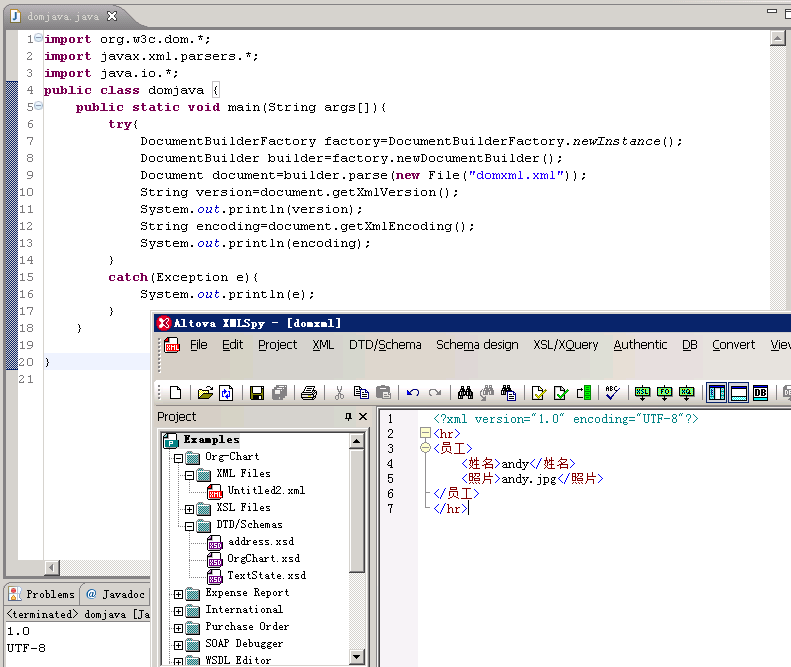 domjava.java
1 import org.w3c.dom.*;
2 import javax.xml.parsers.*;
3 import java.io.*;
4 public class domjava {
5 public static void main(String args[]){
6 try{
7 DocumentBuilderFactory factory=DocumentBuilderFactory.newInstance();
8 DocumentBuilder builder=factory.newDocumentBuilder();
9 Document document=builder.parse(new File("domxml.xml"));
10 String version=document.getXmlVersion();
11 System.out.println(version);
12 String encoding=document.getXmlEncoding();
13 System.out.println(encoding);
14 }
15 catch(Exception e){
16 System.out.println(e);
17 }
18 }
19
20 }
21
Problems @ Javadoc
<terminated> domjava [Ja
1.0
UTF-8
Altova XMLSpy - [domxml]
File Edit Project XML DTD/Schema Schema design XSL/XQuery Authentic DB Convert View
Project
Examples
Org-Chart
XML Files
Untitled2.xml
XSL Files
DTD/Schemas
address.xsd
OrgChart.xsd
TextState.xsd
Expense Report
International
Purchase Order
SOAP Debugger
WSDL Editor
1 <?xml version="1.0" encoding="UTF-8"?>
2 <hr>
3 <员工>
4 <姓名>andy</姓名>
5 <照片>andy.jpg</照片>
6 </员工>
7 </hr>